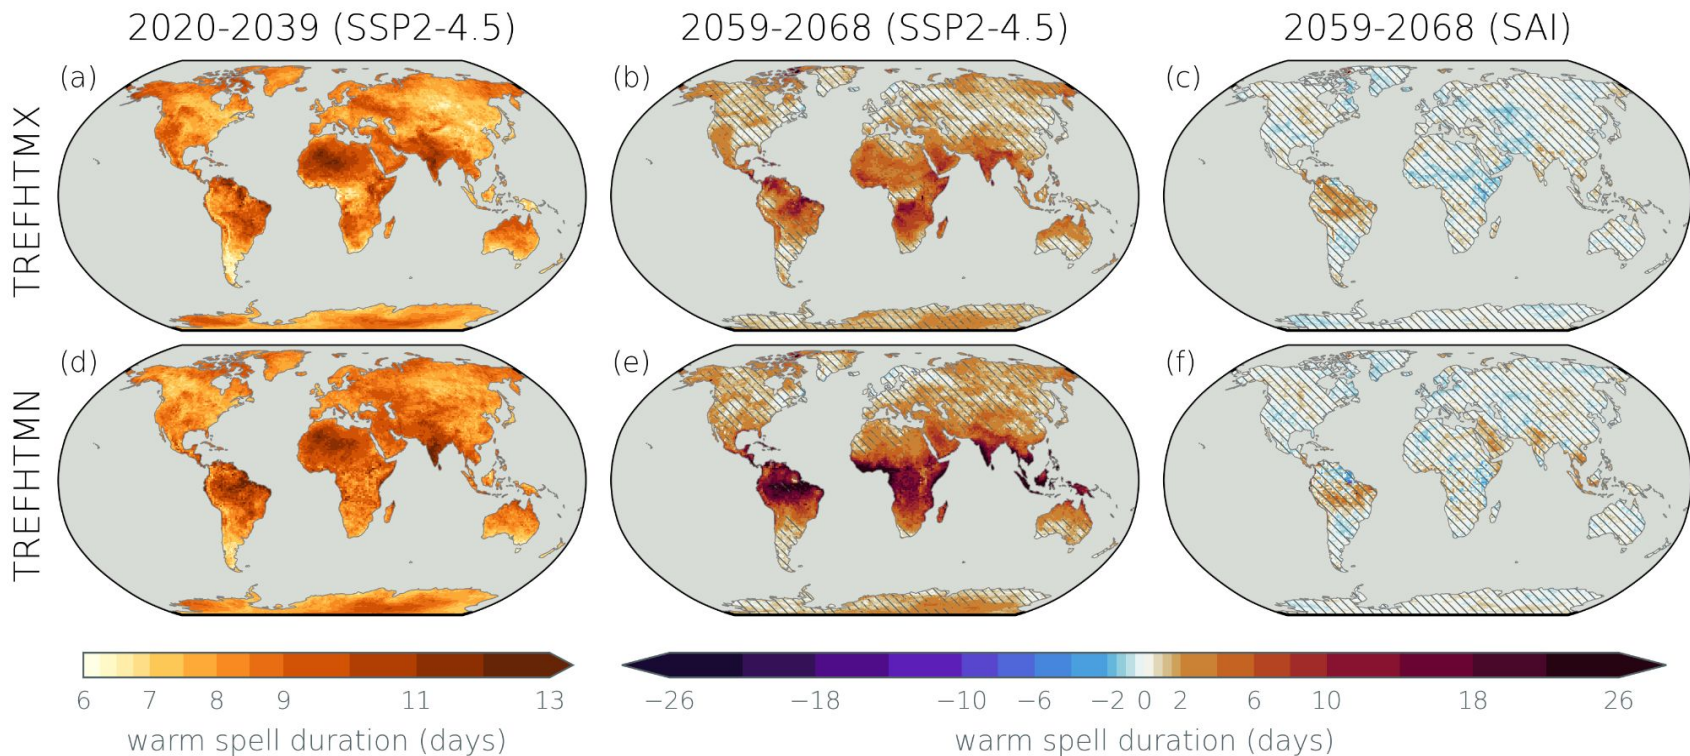 2020-2039 (SSP2-4.5)
2059-2068 (SSP2-4.5)
2059-2068 (SAI)
TREFHTMX
(a)
(b)
(c)
TREFHTMN
(d)
(e)
(f)
6 7 8 9 11 13
warm spell duration (days)
−26 −18 −10 −6 −2 0 2 6 10 18 26
warm spell duration (days)